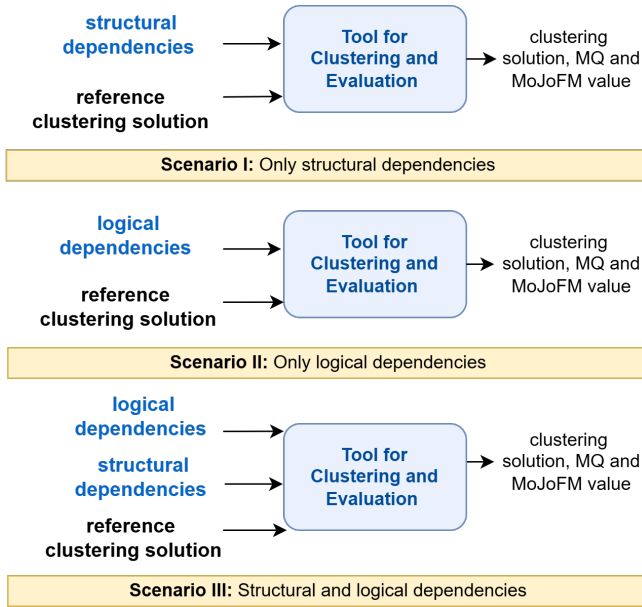 structural
dependencies
reference
clustering solution
Tool for
Clustering and
Evaluation
clustering
solution, MQ and
MoJoFM value
Scenario I: Only structural dependencies
logical
dependencies
reference
clustering solution
Tool for
Clustering and
Evaluation
clustering
solution, MQ and
MoJoFM value
Scenario II: Only logical dependencies
logical
dependencies
structural
dependencies
reference
clustering solution
Tool for
Clustering and
Evaluation
clustering
solution, MQ and
MoJoFM value
Scenario III: Structural and logical dependencies